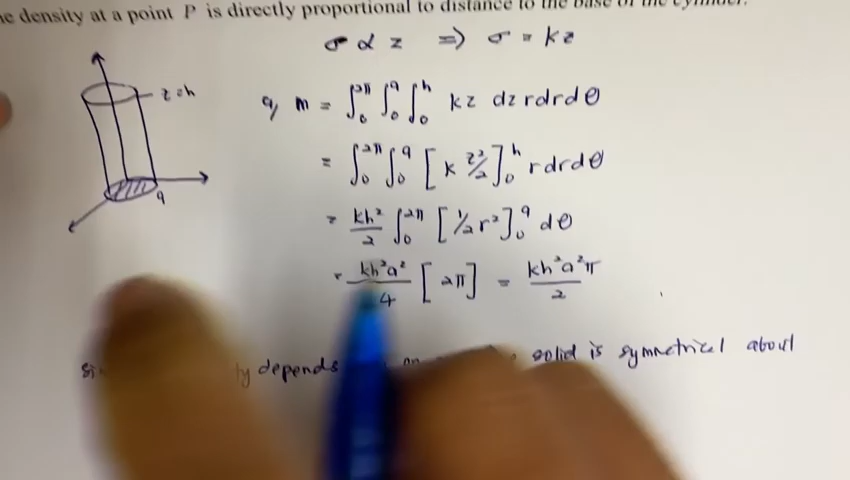 density at a point P is directly proportional to distance to the base of the cylinder.
σ α z ⇒ σ = kz
z=h
a, m = ∫₀^2π ∫₀^a ∫₀^h kz dz r dr dθ
= ∫₀^2π ∫₀^a [k z²/2]₀^h r dr dθ
a
= kh²/2 ∫₀^2π [½r²]₀^a dθ
= kh²a²/4 [2π] = kh²a²π/2
depends solid is symmetrical about